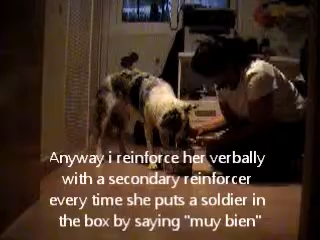 Anyway i reinforce her verbally
with a secondary reinforcer
every time she puts a soldier in
the box by saying "muy bien"